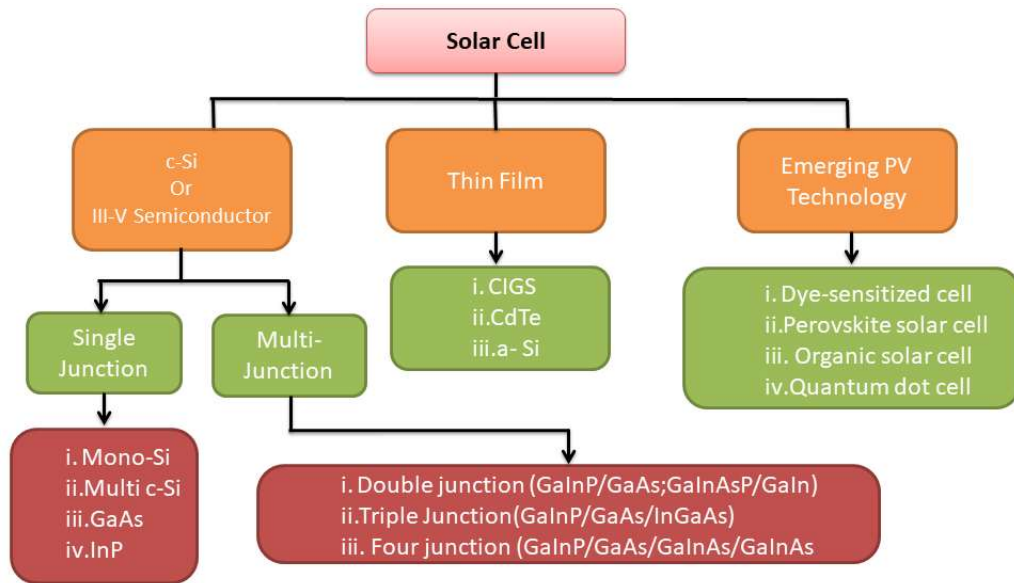 Solar Cell
c-Si
Or
III-V Semiconductor
Thin Film
Emerging PV
Technology
Single
Junction
Multi-
Junction
i. CIGS
ii.CdTe
iii.a- Si
i. Dye-sensitized cell
ii.Perovskite solar cell
iii. Organic solar cell
iv.Quantum dot cell
i. Mono-Si
ii.Multi c-Si
iii.GaAs
iv.InP
i. Double junction (GaInP/GaAs;GaInAsP/GaIn)
ii.Triple Junction(GaInP/GaAs/InGaAs)
iii. Four junction (GaInP/GaAs/GaInAs/GaInAs